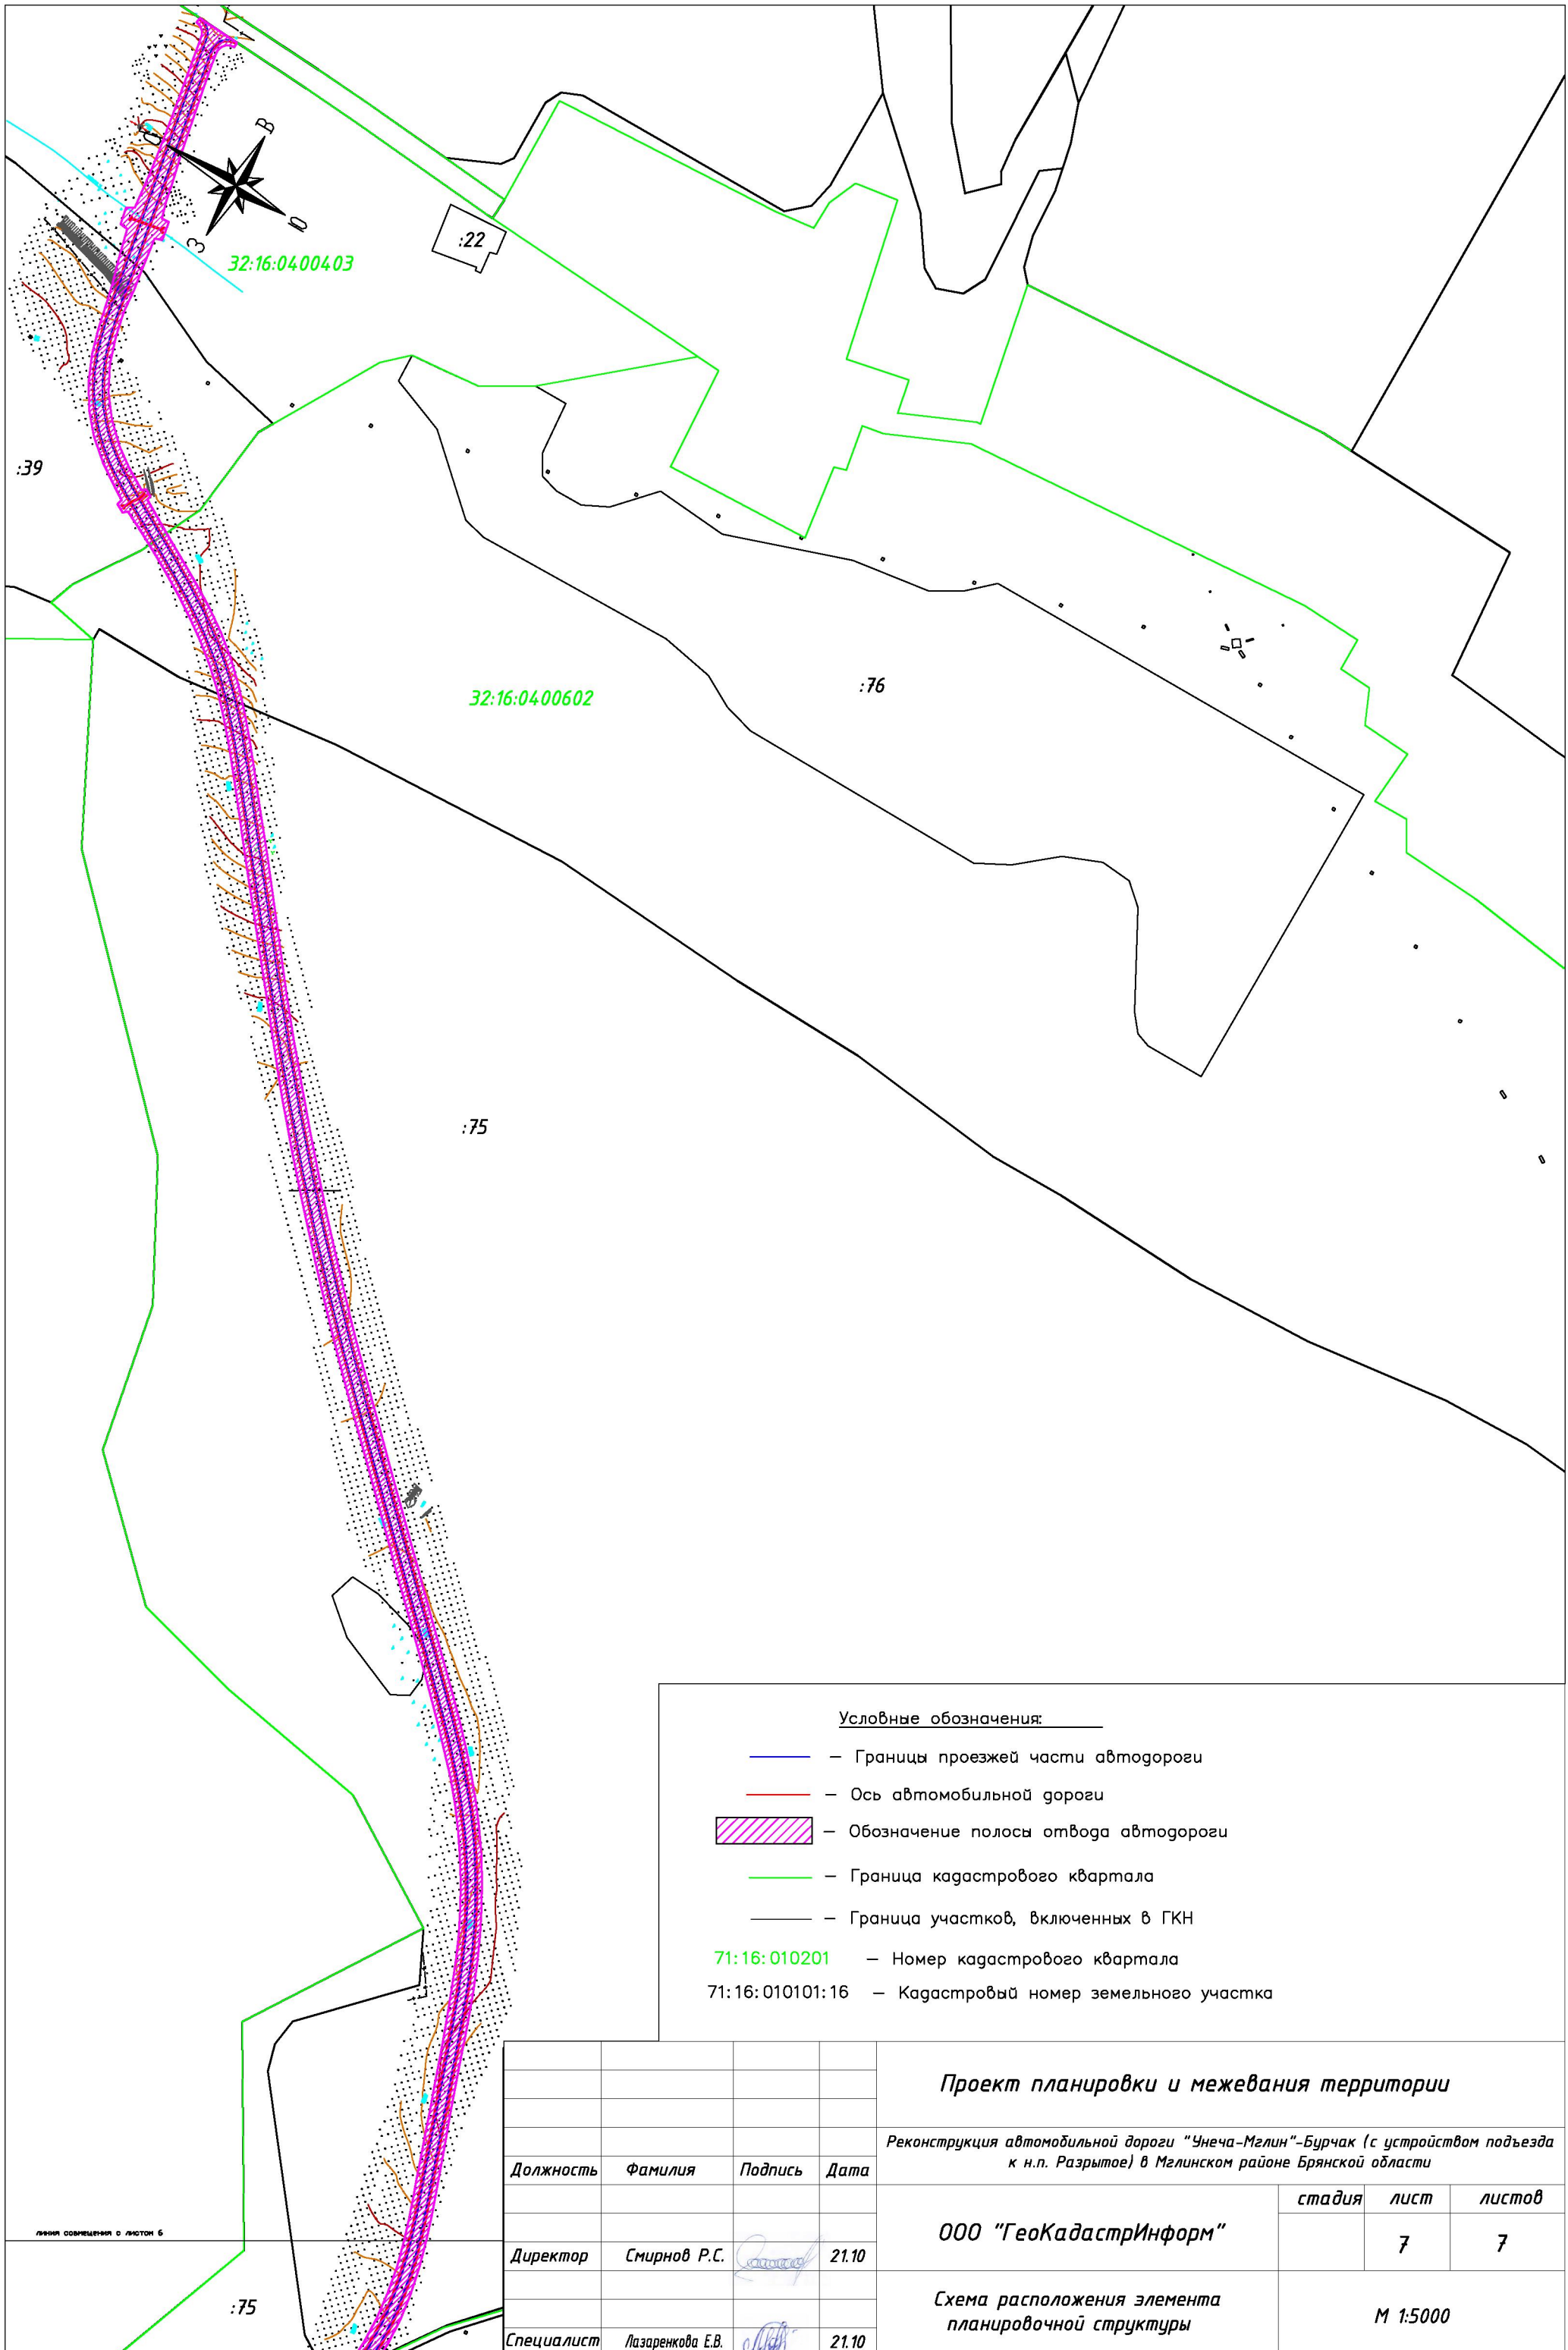 В
З
32:16:0400403
:22
:39
32:16:0400602
:76
:75
Условные обозначения:
– Границы проезжей части автодороги
– Ось автомобильной дороги
– Обозначение полосы отвода автодороги
– Граница кадастрового квартала
– Граница участков, включенных в ГКН
71:16:010201 – Номер кадастрового квартала
71:16:010101:16 – Кадастровый номер земельного участка
линия совмещения с листом 6
:75
Проект планировки и межевания территории
Реконструкция автомобильной дороги "Унеча-Мглин"-Бурчак (с устройством подъезда
к н.п. Разрытое) в Мглинском районе Брянской области
Должность Фамилия Подпись Дата
ООО "ГеоКадастрИнформ"
стадия лист листов
7 7
Директор Смирнов Р.С. 21.10
Схема расположения элемента
планировочной структуры
М 1:5000
Специалист Лазаренкова Е.В. 21.10